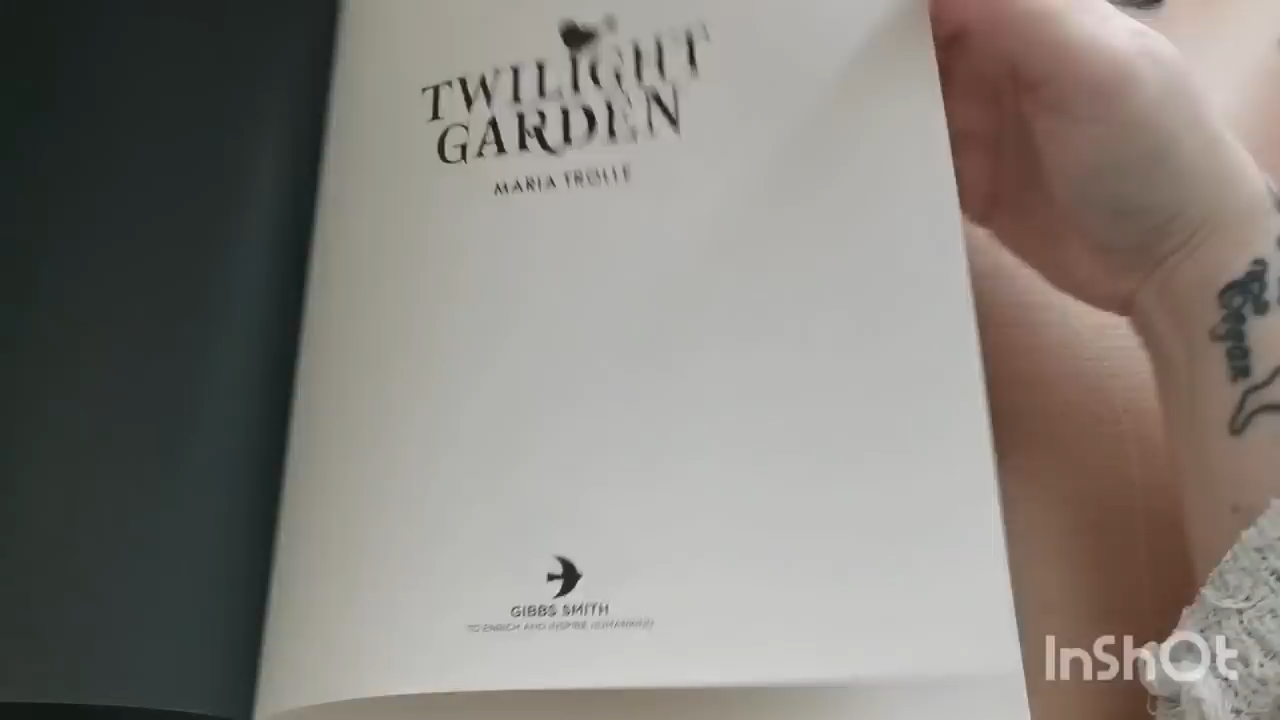 TWILIGHT
GARDEN
MARIA TROLLE
GIBBS SMITH
TO ENRICH AND INSPIRE HUMANKIND
InShOt